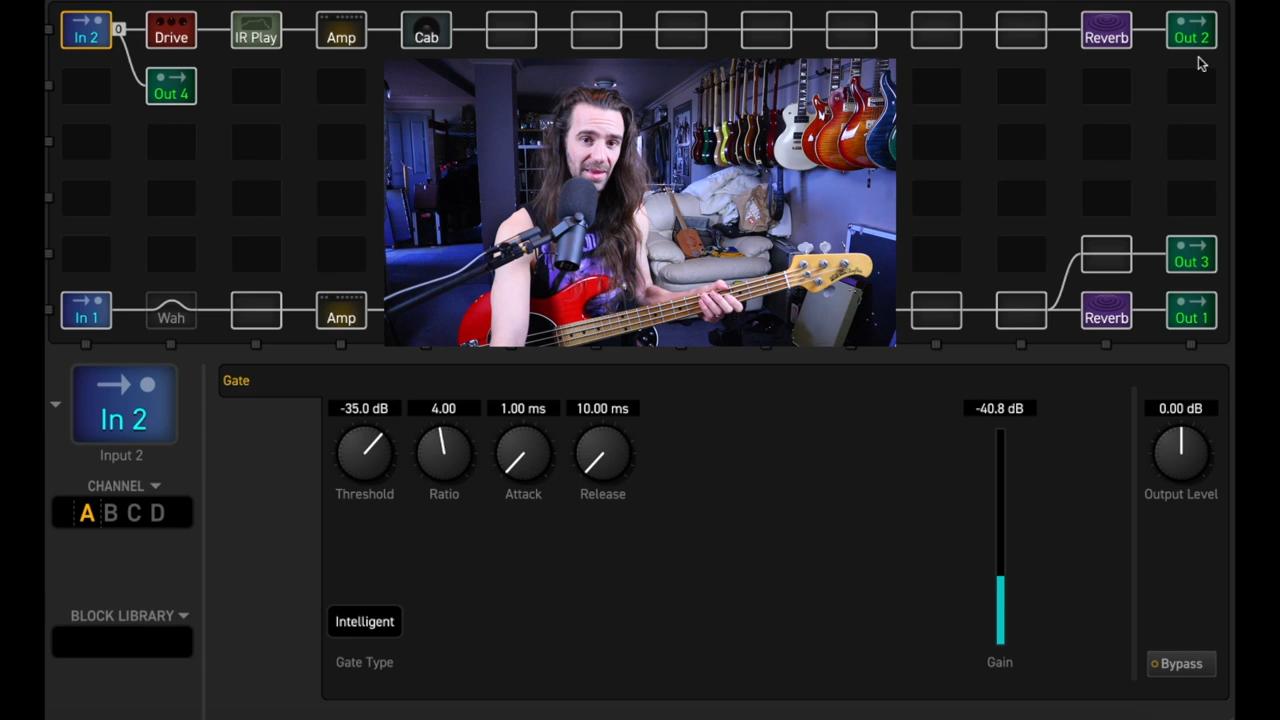 In 2
0
Drive
IR Play
Amp
Cab
Reverb
Out 2
Out 4
Out 3
In 1
Wah
Amp
Reverb
Out 1
In 2
Input 2
CHANNEL
A B C D
BLOCK LIBRARY
Gate
-35.0 dB
4.00
1.00 ms
10.00 ms
-40.8 dB
0.00 dB
Threshold
Ratio
Attack
Release
Output Level
Intelligent
Gate Type
Gain
Bypass